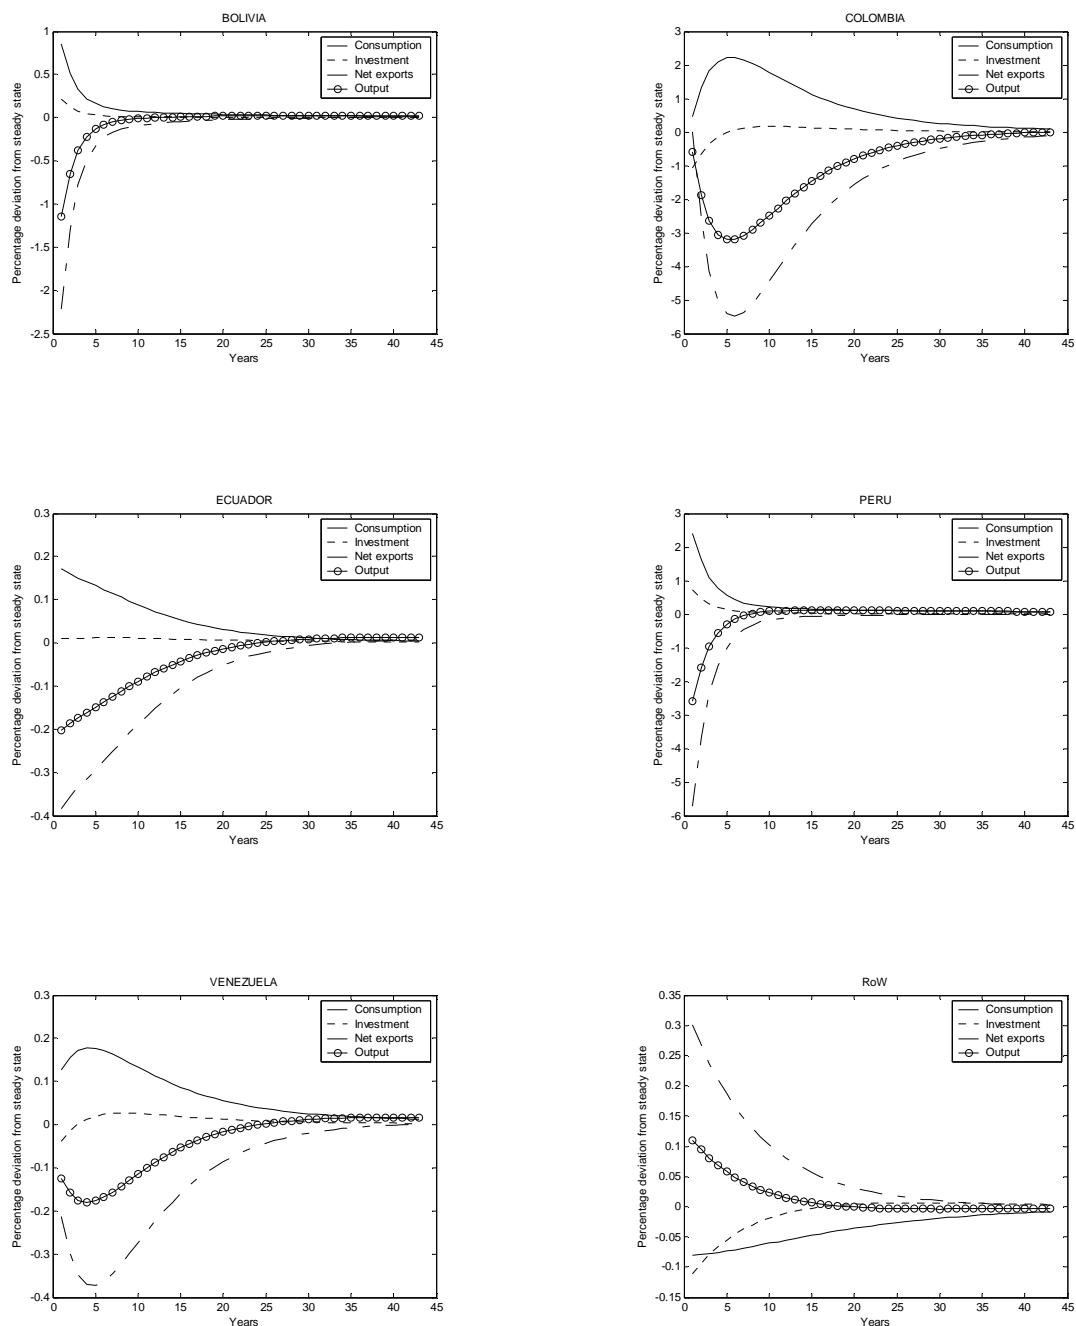 BOLIVIA
1
0.5
0
-0.5
-1
-1.5
-2
-2.5
Percentage deviation from steady state
Consumption
Investment
Net exports
Output
0 5 10 15 20 25 30 35 40 45
Years
COLOMBIA
3
2
1
0
-1
-2
-3
-4
-5
-6
Percentage deviation from steady state
Consumption
Investment
Net exports
Output
0 5 10 15 20 25 30 35 40 45
Years
ECUADOR
0.3
0.2
0.1
0
-0.1
-0.2
-0.3
-0.4
Percentage deviation from steady state
Consumption
Investment
Net exports
Output
0 5 10 15 20 25 30 35 40 45
Years
PERU
3
2
1
0
-1
-2
-3
-4
-5
-6
Percentage deviation from steady state
Consumption
Investment
Net exports
Output
0 5 10 15 20 25 30 35 40 45
Years
VENEZUELA
0.3
0.2
0.1
0
-0.1
-0.2
-0.3
-0.4
Percentage deviation from steady state
Consumption
Investment
Net exports
Output
0 5 10 15 20 25 30 35 40 45
Years
RoW
0.35
0.3
0.25
0.2
0.15
0.1
0.05
0
-0.05
-0.1
-0.15
Percentage deviation from steady state
Consumption
Investment
Net exports
Output
0 5 10 15 20 25 30 35 40 45
Years